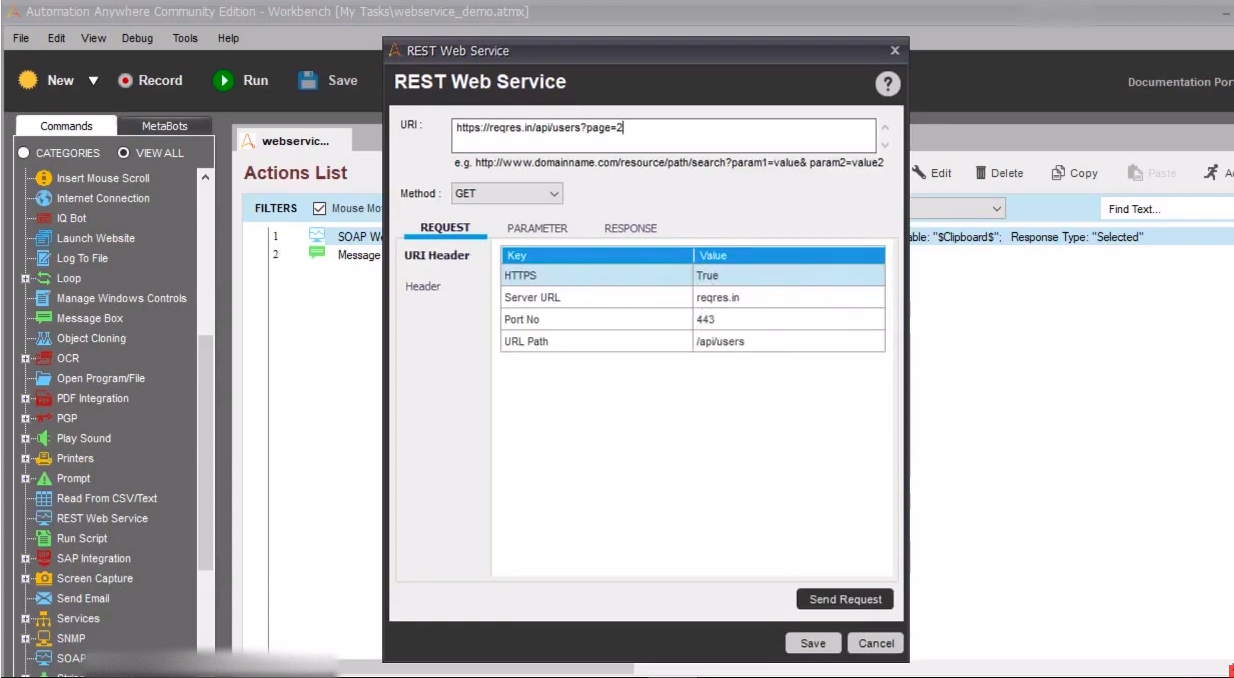 Automation Anywhere Community Edition - Workbench [My Tasks\webservice_demo.atmx]
File Edit View Debug Tools Help
New Record Run Save
Documentation
Commands MetaBots
CATEGORIES VIEW ALL
Insert Mouse Scroll
Internet Connection
IQ Bot
Launch Website
Log To File
Loop
Manage Windows Controls
Message Box
Object Cloning
OCR
Open Program/File
PDF Integration
PGP
Play Sound
Printers
Prompt
Read From CSV/Text
REST Web Service
Run Script
SAP Integration
Screen Capture
Send Email
Services
SNMP
SOAP
webservic...
Actions List
FILTERS Mouse
1 SOAP
2 Message
REST Web Service
REST Web Service
URI : https://reqres.in/api/users?page=2
e.g. http://www.domainname.com/resource/path/search?param1=value& param2=value2
Method : GET
REQUEST PARAMETER RESPONSE
URI Header
Header
Key Value
HTTPS True
Server URL reqres.in
Port No 443
URL Path /api/users
Send Request
Save Cancel
Edit Delete Copy Paste
Find Text...
"$Clipboard$"; Response Type: "Selected"